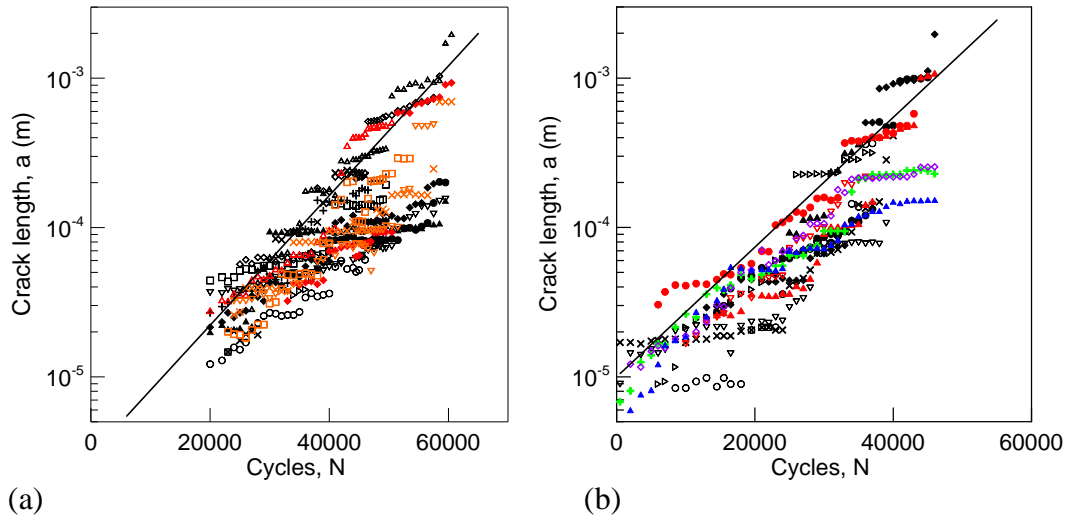 10⁻³
10⁻⁴
10⁻⁵
Crack length, a (m)
0 20000 40000 60000
Cycles, N
(a)
10⁻³
10⁻⁴
10⁻⁵
Crack length, a (m)
0 20000 40000 60000
Cycles, N
(b)